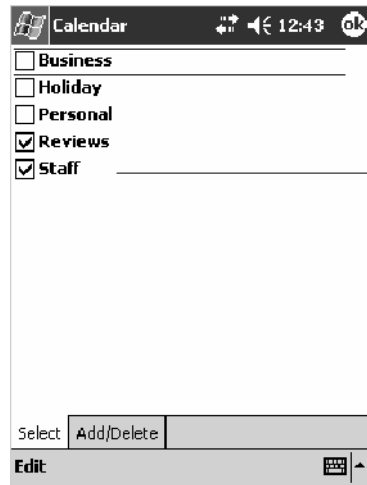 Calendar 12:43 ok
Business
Holiday
Personal
Reviews
Staff
Select Add/Delete
Edit